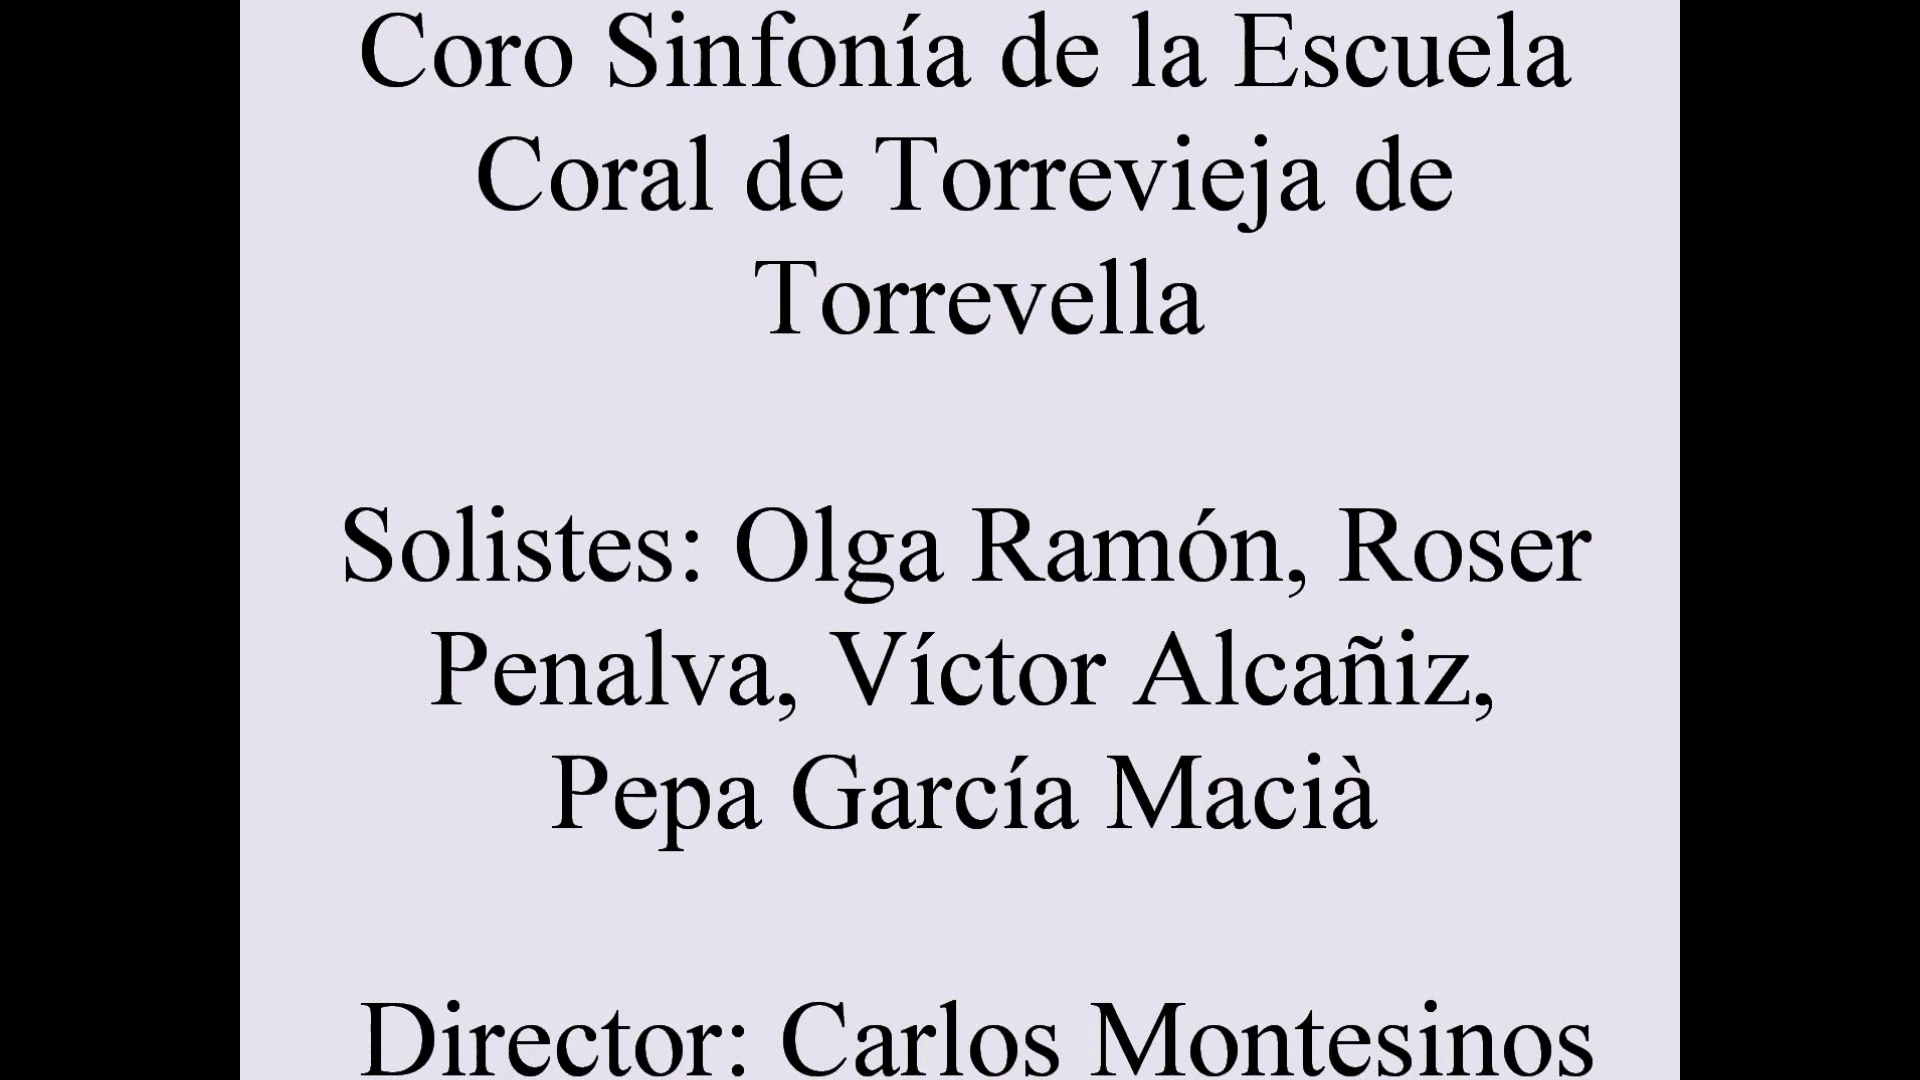 Coro Sinfonía de la Escuela
Coral de Torrevieja de
Torrevella
Solistes: Olga Ramón, Roser
Penalva, Víctor Alcañiz,
Pepa García Macià
Director: Carlos Montesinos